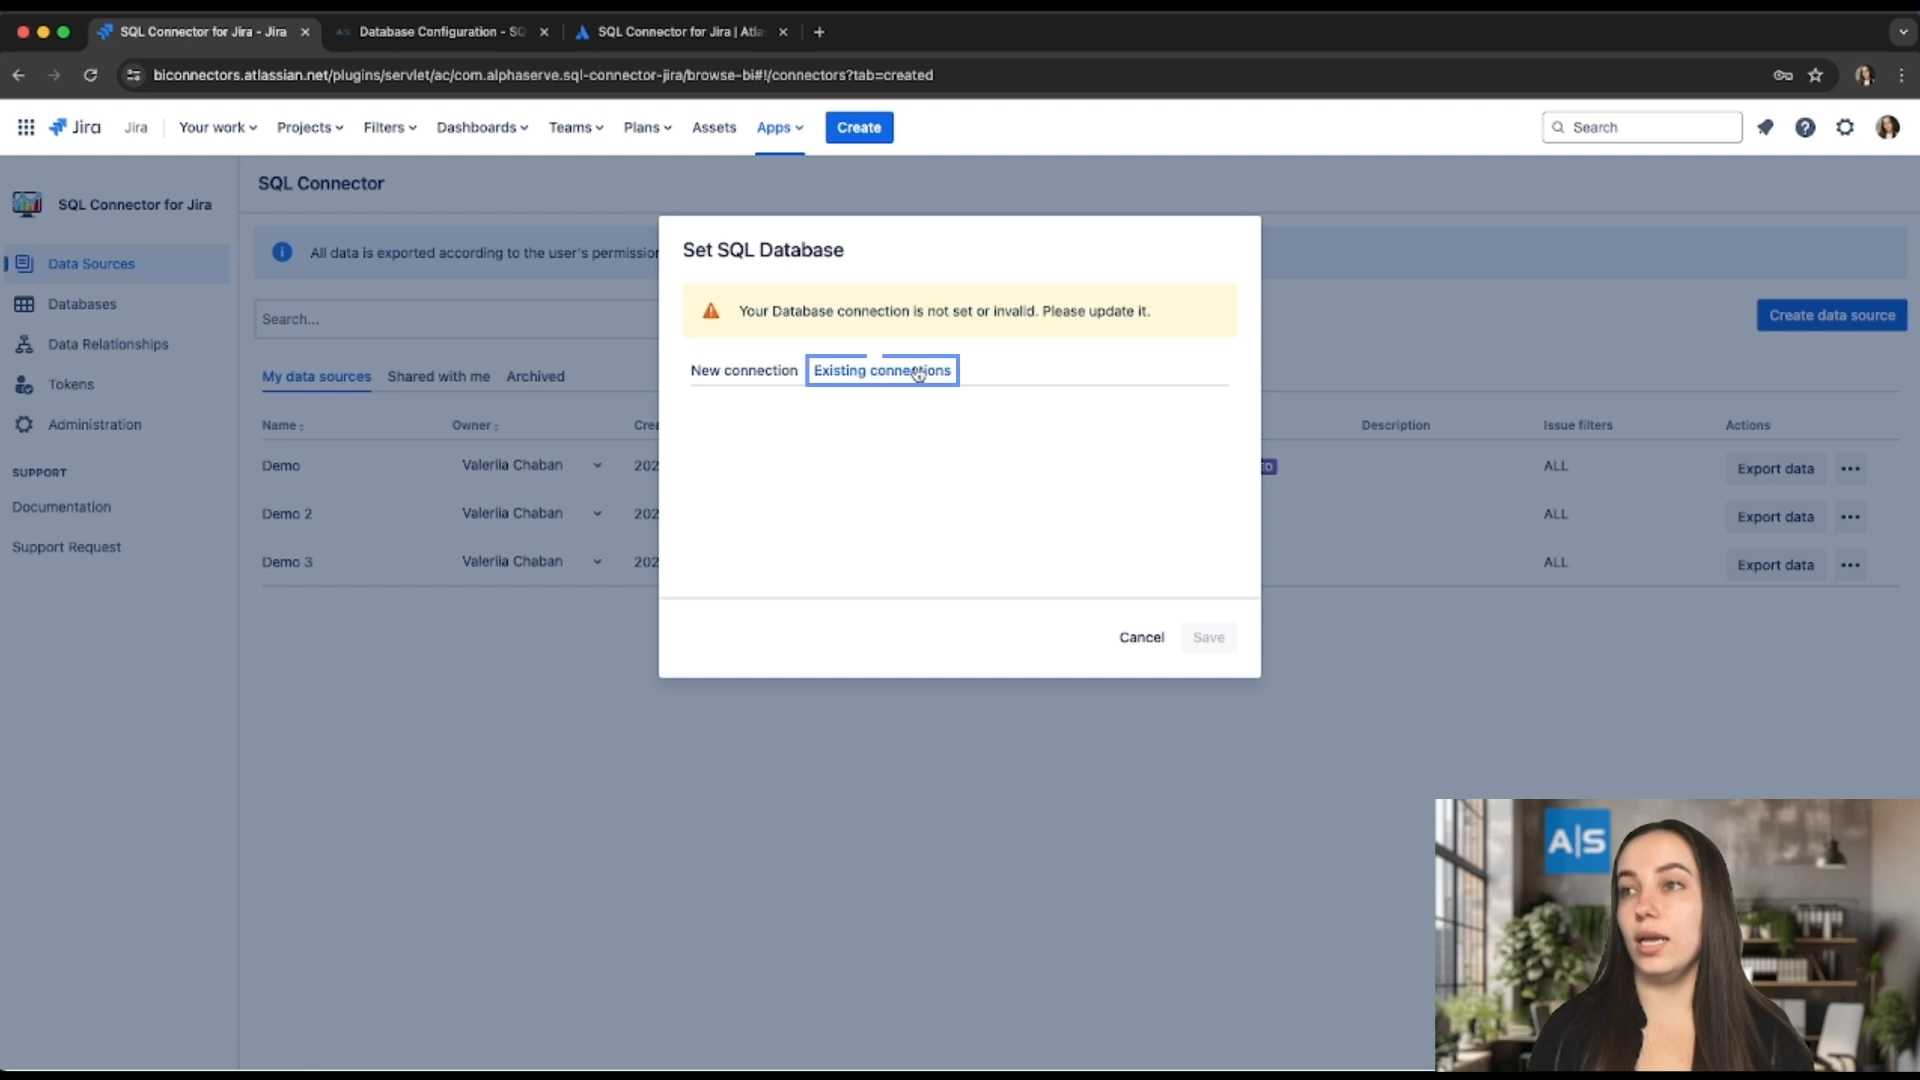 SQL Connector for Jira - Jira
Database Configuration - SQ
SQL Connector for Jira | Atla
biconnectors.atlassian.net/plugins/servlet/ac/com.alphaserve.sql-connector-jira/browse-bi#!/connectors?tab=created
Jira Jira Your work Projects Filters Dashboards Teams Plans Assets Apps Create Search
SQL Connector for Jira
Data Sources
Databases
Data Relationships
Tokens
Administration
SUPPORT
Documentation
Support Request
SQL Connector
All data is exported according to the user's permission
Search...
Create data source
My data sources Shared with me Archived
Name Owner Crea Description Issue filters Actions
Demo Valeriia Chaban 202 ED ALL Export data
Demo 2 Valeriia Chaban 202 ALL Export data
Demo 3 Valeriia Chaban 202 ALL Export data
Set SQL Database
Your Database connection is not set or invalid. Please update it.
New connection Existing connections
Cancel Save
A|S